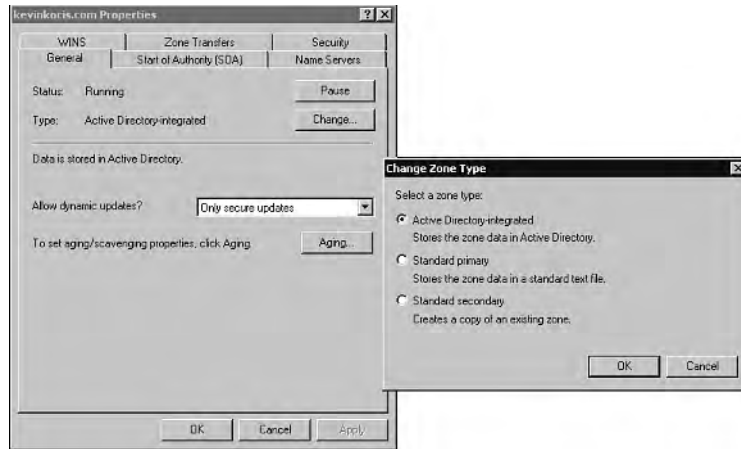 kevinkocis.com Properties
WINS Zone Transfers Security
General Start of Authority (SOA) Name Servers
Status: Running Pause
Type: Active Directory-integrated Change...
Data is stored in Active Directory.
Allow dynamic updates? Only secure updates
To set aging/scavenging properties, click Aging. Aging...
OK Cancel Apply
Change Zone Type
Select a zone type:
Active Directory-integrated
Stores the zone data in Active Directory.
Standard primary
Stores the zone data in a standard text file.
Standard secondary
Creates a copy of an existing zone.
OK Cancel